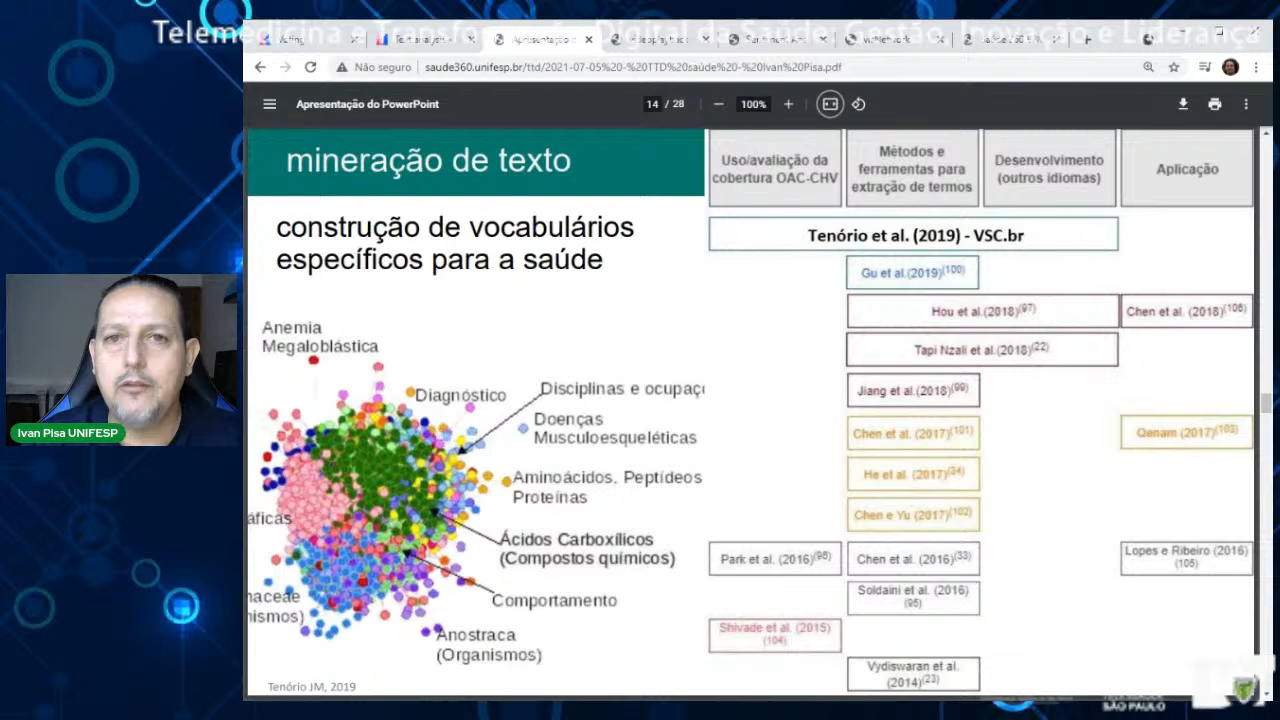 Telemedicina e Transformação Digital da Saúde: Gestão, Inovação e Liderança
Não seguro
saude360.unifesp.br/ttd/2021-07-05%20-%20TTD%20saúde%20-%20Ivan%20Pisa.pdf
Apresentação do PowerPoint
14 / 28
100%
mineração de texto
construção de vocabulários
específicos para a saúde
Anemia
Megaloblástica
Diagnóstico
Disciplinas e ocupaç
Doenças
Musculoesqueléticas
Aminoácidos, Peptídeos
Proteínas
áficas
Ácidos Carboxílicos
(Compostos químicos)
Comportamento
naceae
nismos)
Anostraca
(Organismos)
Tenório JM, 2019
Uso/avaliação da
cobertura OAC-CHV
Métodos e
ferramentas para
extração de termos
Desenvolvimento
(outros idiomas)
Aplicação
Tenório et al. (2019) - VSC.br
Gu et al.(2019)(100)
Hou et al.(2018)(97)
Chen et al. (2018)(106)
Tapi Nzali et al.(2018)(22)
Jiang et al.(2018)(99)
Chen et al. (2017)(101)
Qenam (2017)(103)
He et al. (2017)(34)
Chen e Yu (2017)(102)
Park et al. (2016)(98)
Chen et al. (2016)(33)
Lopes e Ribeiro (2016)
(105)
Soldaini et al. (2016)
(95)
Shivade et al. (2015)
(104)
Vydiswaran et al.
(2014)(23)
Ivan Pisa UNIFESP
SÃO PAULO